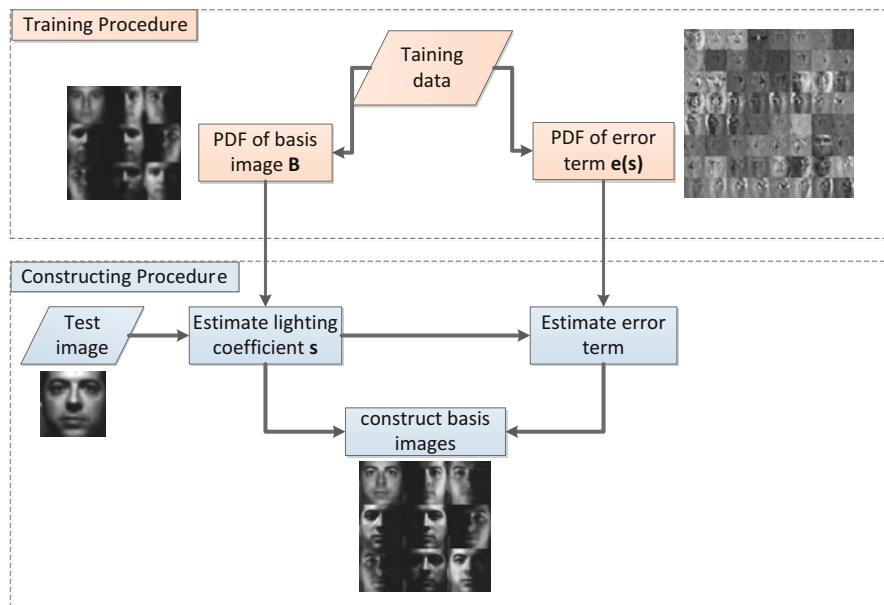 Training Procedure
Taining
data
PDF of basis
image B
PDF of error
term e(s)
Constructing Procedure
Test
image
Estimate lighting
coefficient s
Estimate error
term
construct basis
images